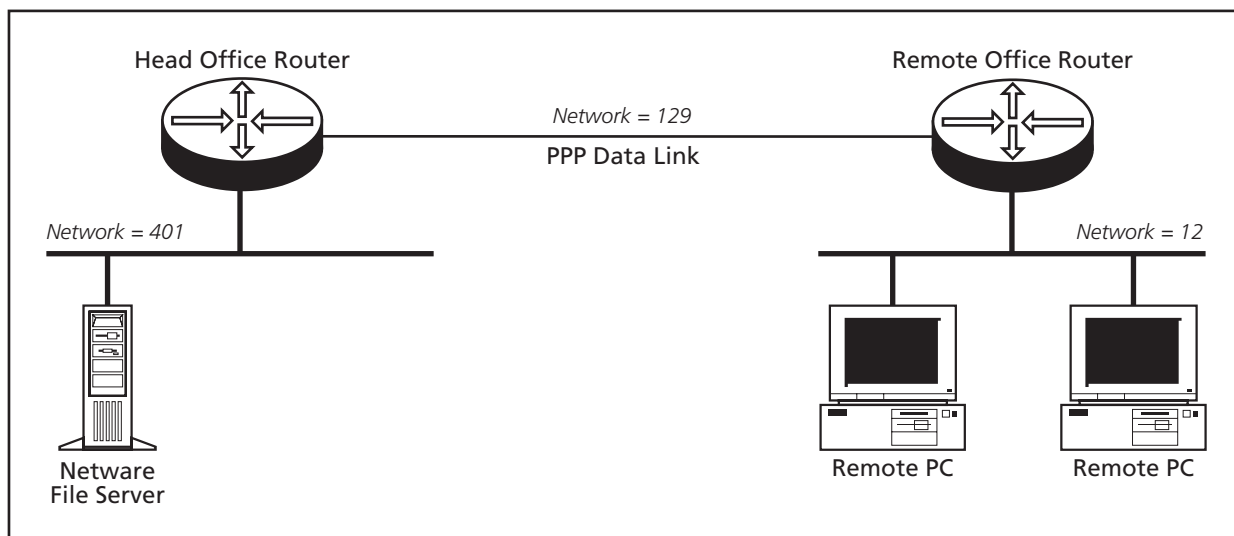 Head Office Router
Remote Office Router
Network = 129
PPP Data Link
Network = 401
Network = 12
Netware
File Server
Remote PC
Remote PC